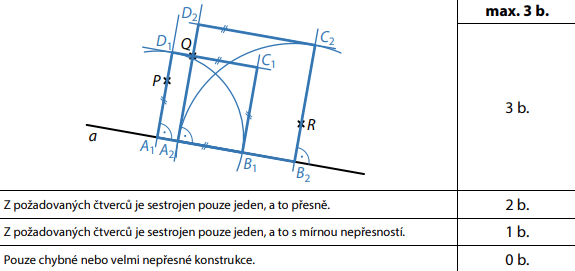 max. 3 b.
D₂
D₁ Q C₂
C₁
P
R
a
A₁ A₂ B₁ B₂
3 b.
Z požadovaných čtverců je sestrojen pouze jeden, a to přesně. 2 b.
Z požadovaných čtverců je sestrojen pouze jeden, a to s mírnou nepřesností. 1 b.
Pouze chybné nebo velmi nepřesné konstrukce. 0 b.